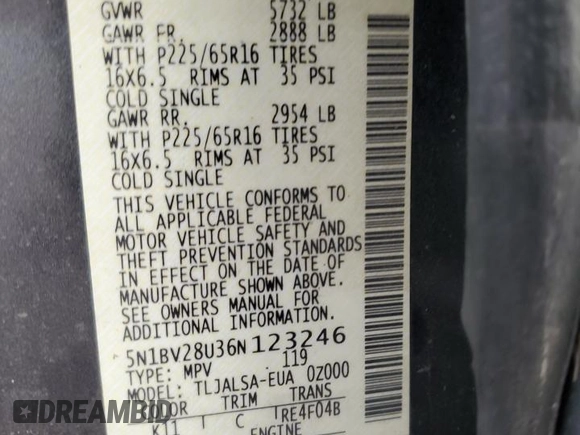 GVWR 5732 LB
GAWR FR. 2888 LB
WITH P225/65R16 TIRES
16X6.5 RIMS AT 35 PSI
COLD SINGLE
GAWR RR. 2954 LB
WITH P225/65R16 TIRES
16X6.5 RIMS AT 35 PSI
COLD SINGLE
THIS VEHICLE CONFORMS TO
ALL APPLICABLE FEDERAL
MOTOR VEHICLE SAFETY AND
THEFT PREVENTION STANDARDS
IN EFFECT ON THE DATE OF
MANUFACTURE SHOWN ABOVE.
SEE OWNERS MANUAL FOR
ADDITIONAL INFORMATION.
5N1BV28U36N123246
TYPE: MPV 119
MODEL: TLJALSA-EUA 0Z000
TRIM TRANS
K11 C RE4F04B
ENGINE
DREAMBID